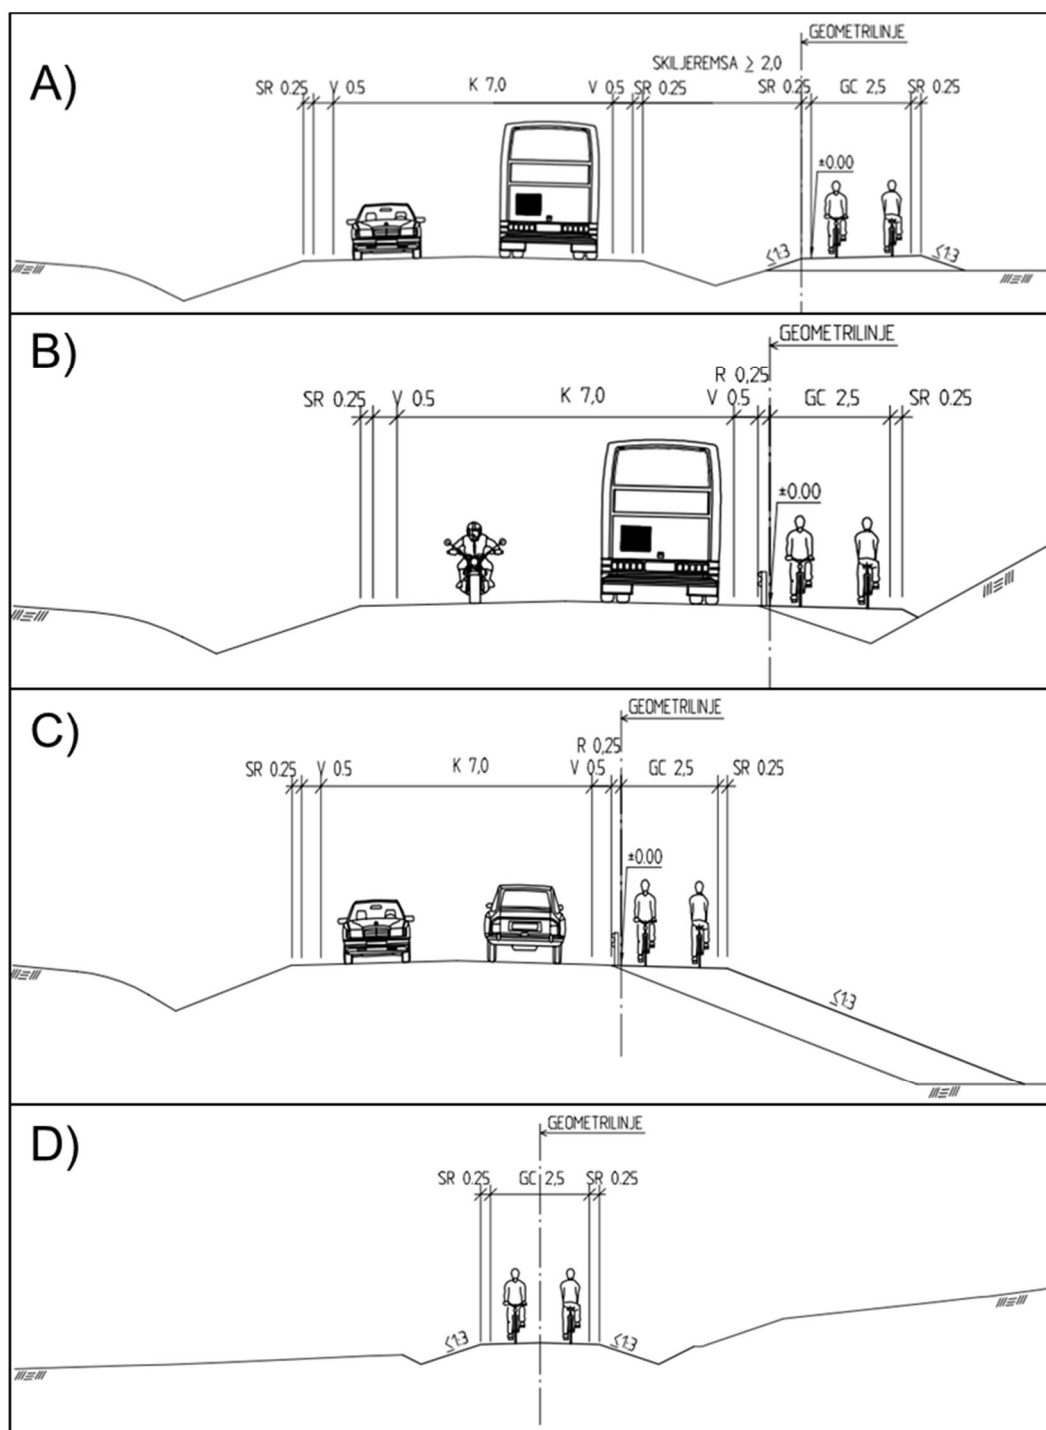 A)
GEOMETRILINJE
SKILJEREMSA ≥ 2,0
SR 0.25 V 0.5 K 7,0 V 0.5 SR 0.25 SR 0.25 GC 2,5 SR 0.25
±0.00
≤1:3 ≤1:3
B)
GEOMETRILINJE
R 0,25
SR 0.25 V 0.5 K 7,0 V 0.5 GC 2,5 SR 0.25
±0.00
C)
GEOMETRILINJE
R 0,25
SR 0.25 V 0.5 K 7,0 V 0.5 GC 2,5 SR 0.25
±0.00
≤1:3
D)
GEOMETRILINJE
SR 0.25 GC 2,5 SR 0.25
≤1:3 ≤1:3